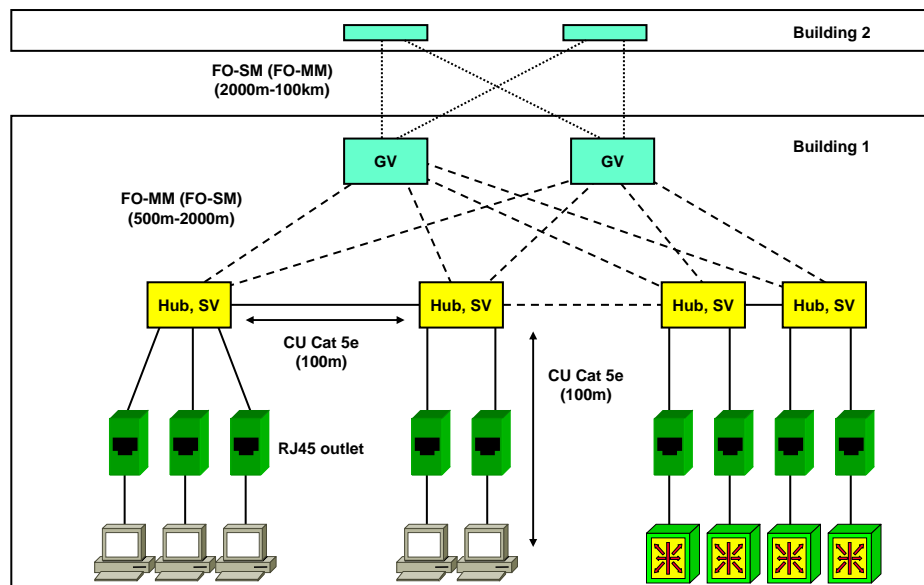 Building 2
FO-SM (FO-MM)
(2000m-100km)
Building 1
GV
GV
FO-MM (FO-SM)
(500m-2000m)
Hub, SV
Hub, SV
Hub, SV
Hub, SV
CU Cat 5e
(100m)
CU Cat 5e
(100m)
RJ45 outlet